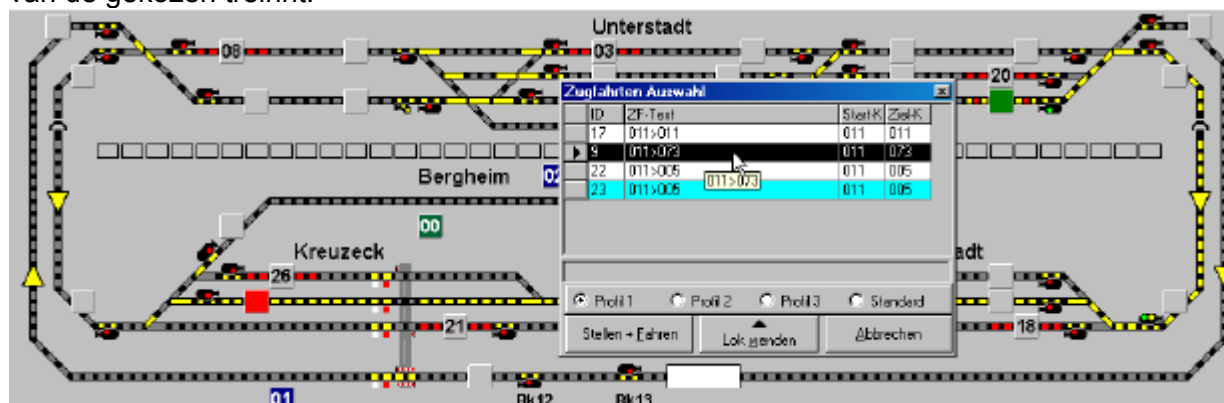 van de gekozen treinnt.
Unterstadt
08
03
20
Zugfahrten Auswahl
ID ZF-Text Start-K Ziel-K
17 011>011 011 011
9 011>073 011 073
22 011>005 011 005
23 011>005 011 005
011>073
Bergheim
00
Kreuzeck
adt
26
Profil 1 Profil 2 Profil 3 Standard
21
Stellen + Fahren Lok wenden Abbrechen
18
01
Bk12 Bk13